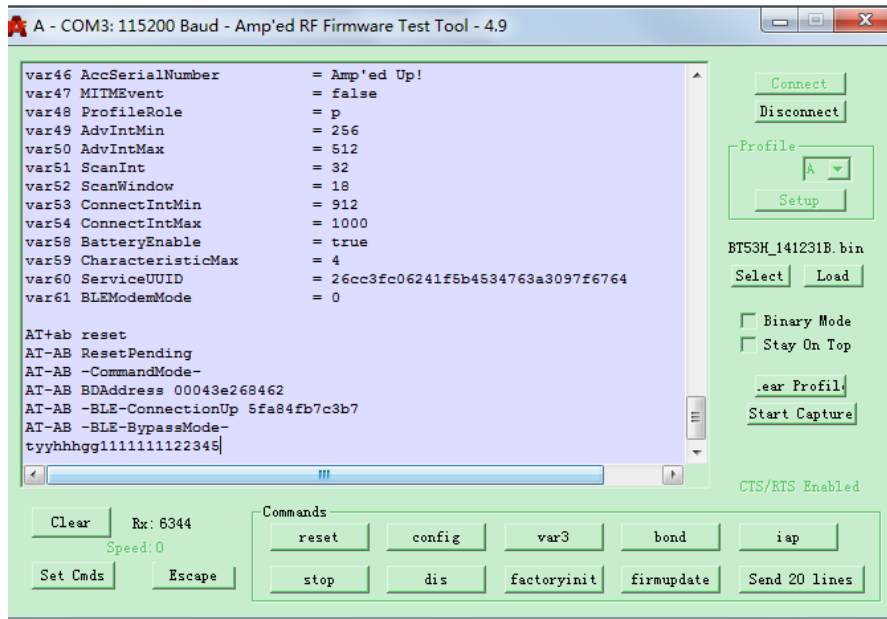 A - COM3: 115200 Baud - Amp'ed RF Firmware Test Tool - 4.9
var46 AccSerialNumber = Amp'ed Up!
var47 MITMEvent = false
var48 ProfileRole = p
var49 AdvIntMin = 256
var50 AdvIntMax = 512
var51 ScanInt = 32
var52 ScanWindow = 18
var53 ConnectIntMin = 912
var54 ConnectIntMax = 1000
var58 BatteryEnable = true
var59 CharacteristicMax = 4
var60 ServiceUUID = 26cc3fc06241f5b4534763a3097f6764
var61 BLEModemMode = 0
AT+ab reset
AT-AB ResetPending
AT-AB -CommandMode-
AT-AB BDAddress 00043e268462
AT-AB -BLE-ConnectionUp 5fa84fb7c3b7
AT-AB -BLE-BypassMode-
tyyhhhgg1111111122345
Connect
Disconnect
Profile
A
Setup
BT53H_141231B.bin
Select Load
Binary Mode
Stay On Top
.ear Profil
Start Capture
CTS/RTS Enabled
Clear Rx: 6344
Speed: 0
Set Cmds Escape
Commands
reset config var3 bond iap
stop dis factoryinit firmupdate Send 20 lines